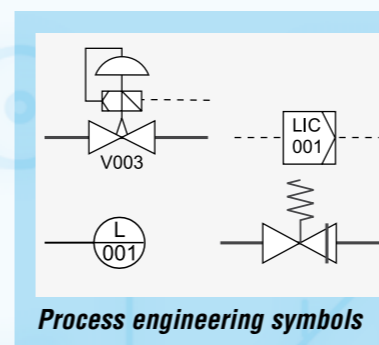 LIC
001
V003
L
001
Process engineering symbols